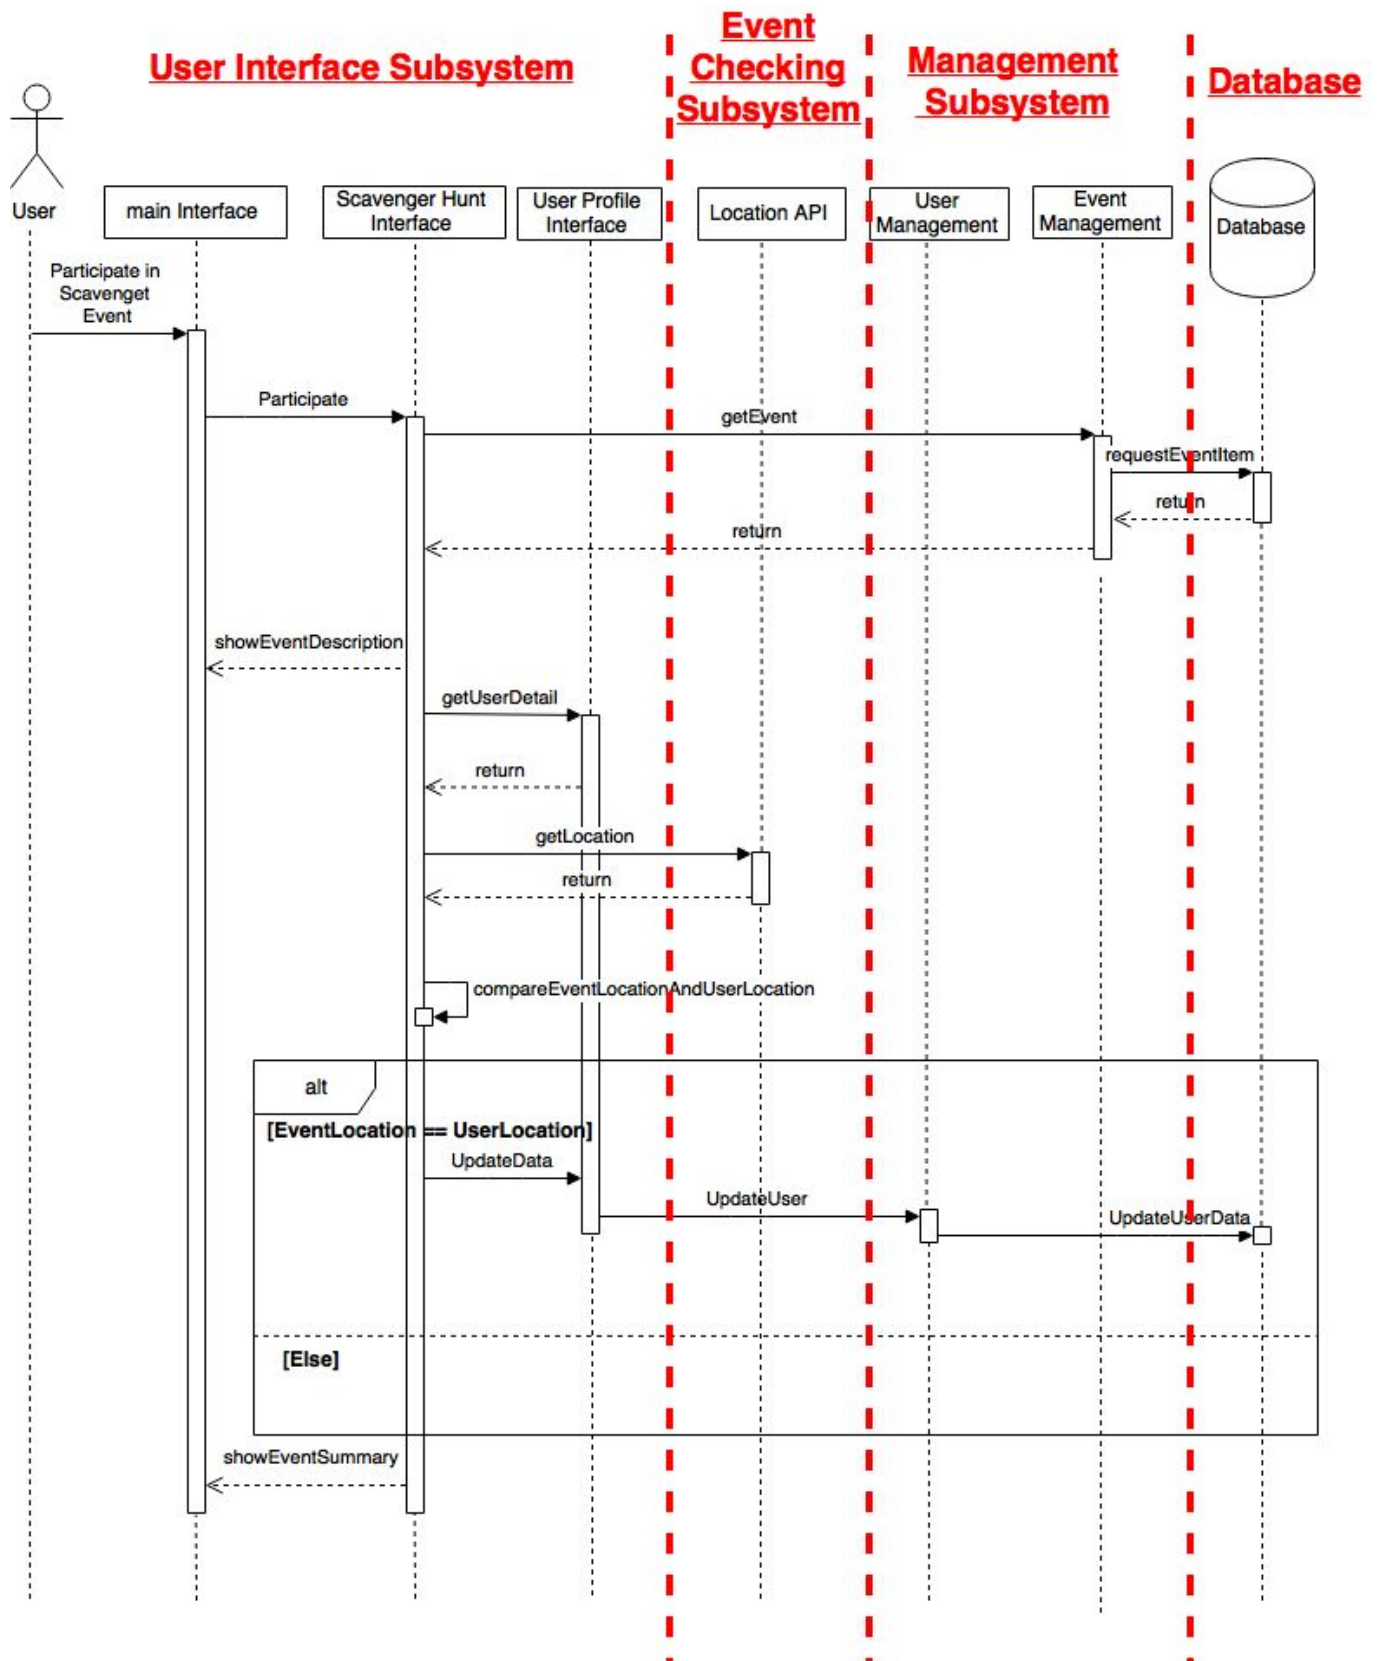 User Interface Subsystem
Event
Checking
Subsystem
Management
Subsystem
Database
User
main Interface
Scavenger Hunt
Interface
User Profile
Interface
Location API
User
Management
Event
Management
Database
Participate in
Scavenget
Event
Participate
getEvent
requestEventItem
return
return
showEventDescription
getUserDetail
return
getLocation
return
compareEventLocationAndUserLocation
alt
[EventLocation == UserLocation]
UpdateData
UpdateUser
UpdateUserData
[Else]
showEventSummary